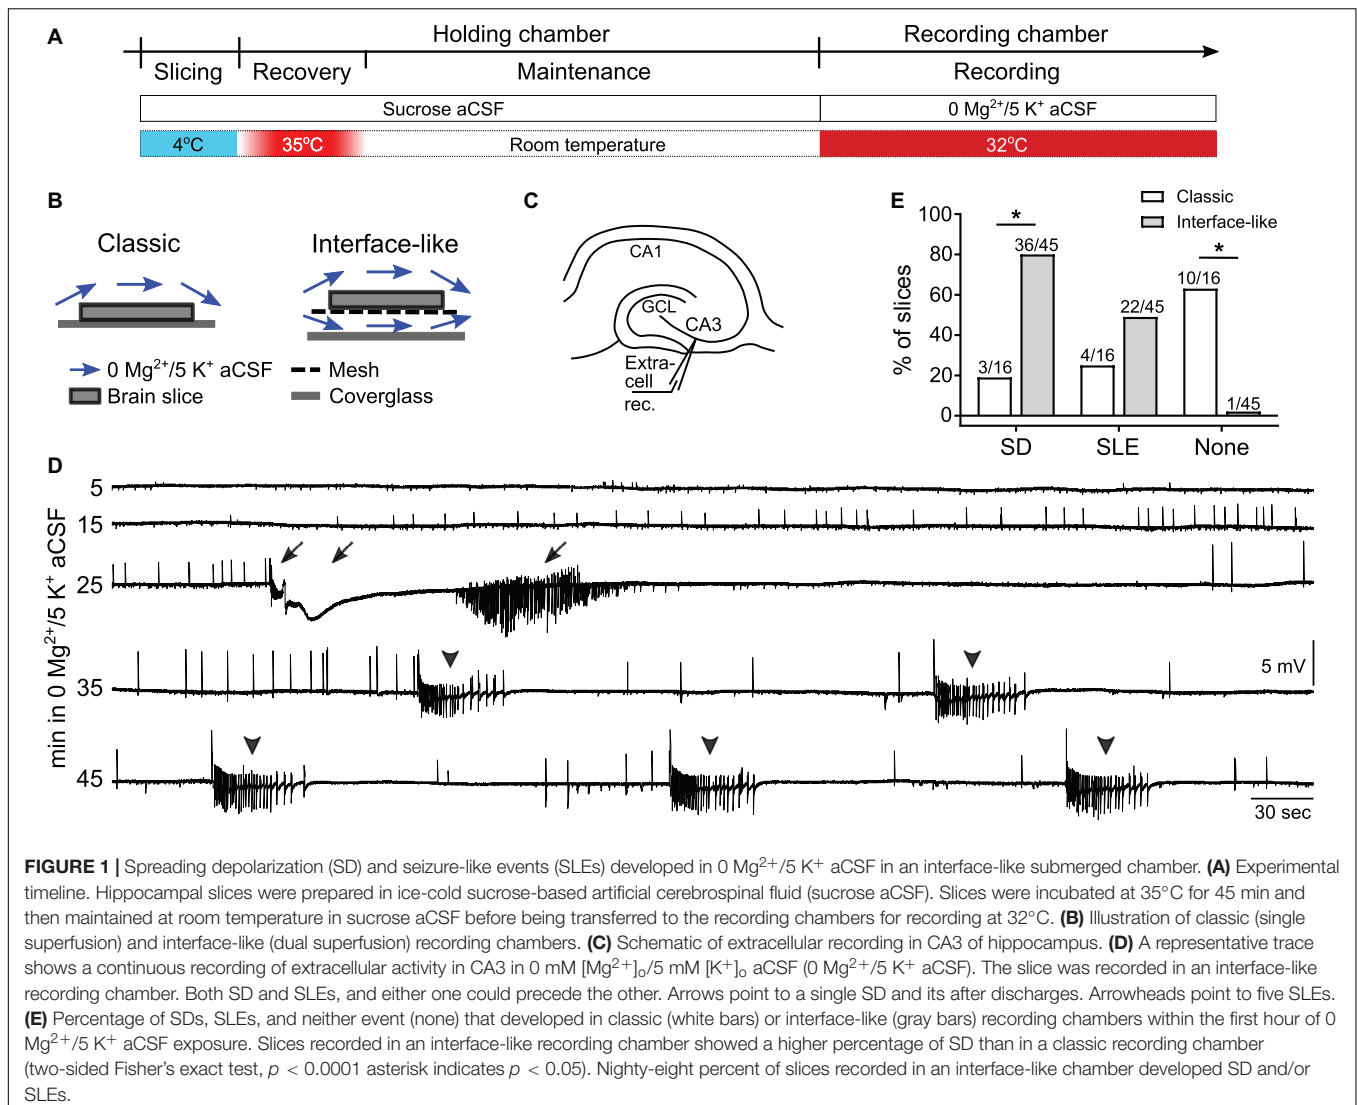 A
Holding chamber
Recording chamber
Slicing
Recovery
Maintenance
Recording
Sucrose aCSF
0 Mg²⁺/5 K⁺ aCSF
4ºC
35ºC
Room temperature
32ºC
B
Classic
Interface-like
0 Mg²⁺/5 K⁺ aCSF
Mesh
Brain slice
Coverglass
C
CA1
GCL
CA3
Extra-
cell
rec.
E
Classic
Interface-like
% of slices
100
80
60
40
20
0
*
36/45
3/16
22/45
4/16
*
10/16
1/45
SD
SLE
None
D
min in 0 Mg²⁺/5 K⁺ aCSF
5
15
25
35
45
5 mV
30 sec
FIGURE 1 | Spreading depolarization (SD) and seizure-like events (SLEs) developed in 0 Mg²⁺/5 K⁺ aCSF in an interface-like submerged chamber. (A) Experimental
timeline. Hippocampal slices were prepared in ice-cold sucrose-based artificial cerebrospinal fluid (sucrose aCSF). Slices were incubated at 35°C for 45 min and
then maintained at room temperature in sucrose aCSF before being transferred to the recording chambers for recording at 32°C. (B) Illustration of classic (single
superfusion) and interface-like (dual superfusion) recording chambers. (C) Schematic of extracellular recording in CA3 of hippocampus. (D) A representative trace
shows a continuous recording of extracellular activity in CA3 in 0 mM [Mg²⁺]ₒ/5 mM [K⁺]ₒ aCSF (0 Mg²⁺/5 K⁺ aCSF). The slice was recorded in an interface-like
recording chamber. Both SD and SLEs, and either one could precede the other. Arrows point to a single SD and its after discharges. Arrowheads point to five SLEs.
(E) Percentage of SDs, SLEs, and neither event (none) that developed in classic (white bars) or interface-like (gray bars) recording chambers within the first hour of 0
Mg²⁺/5 K⁺ aCSF exposure. Slices recorded in an interface-like recording chamber showed a higher percentage of SD than in a classic recording chamber
(two-sided Fisher's exact test, p < 0.0001 asterisk indicates p < 0.05). Nighty-eight percent of slices recorded in an interface-like chamber developed SD and/or
SLEs.